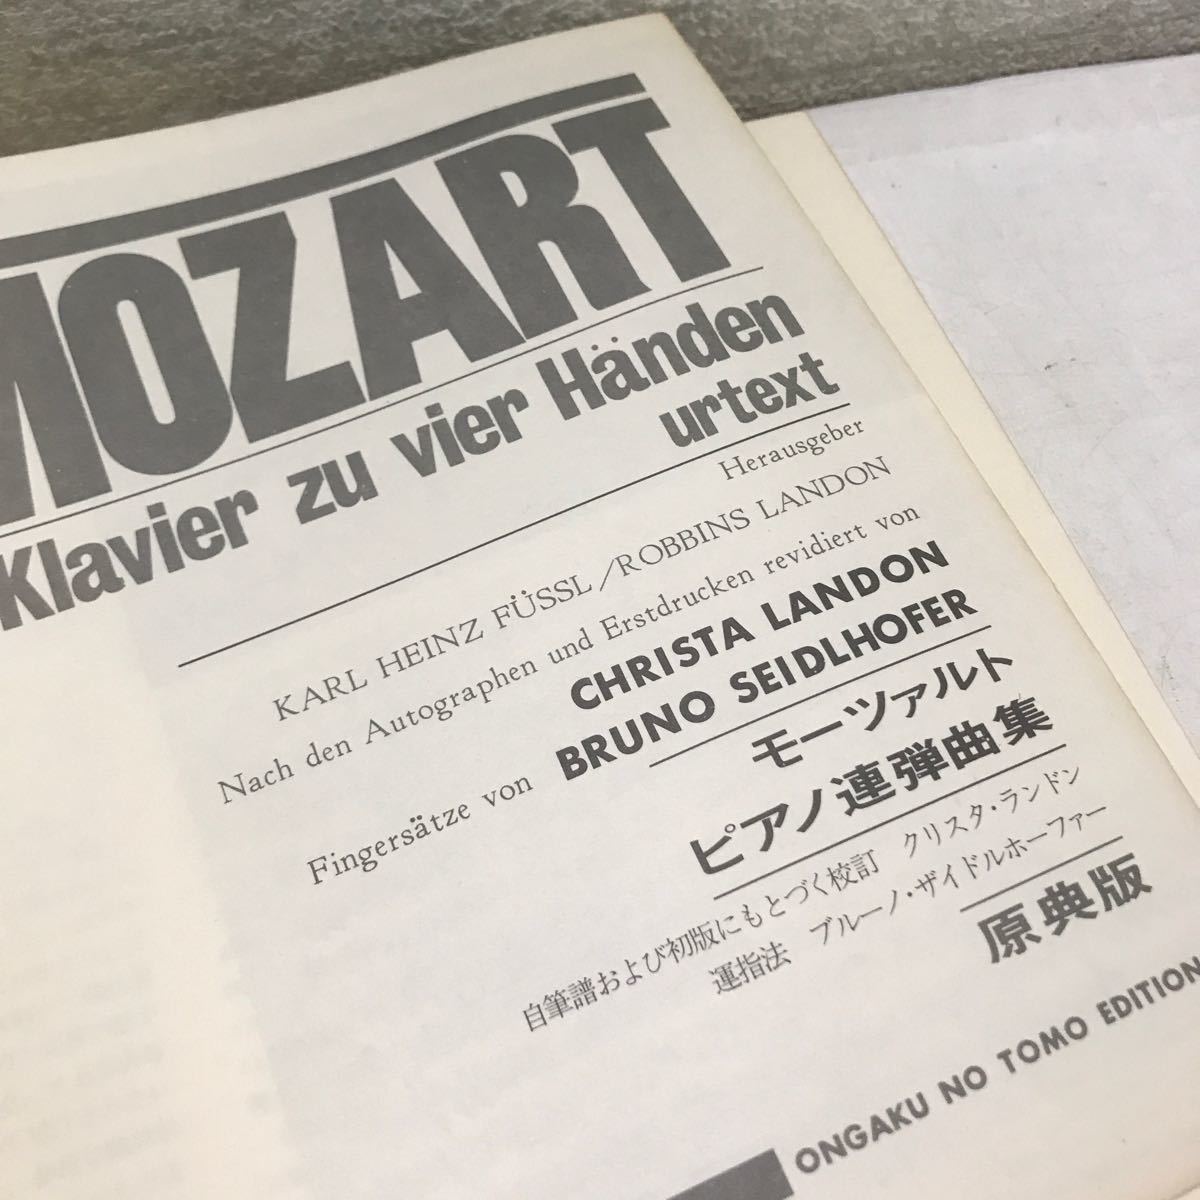 MOZART
Klavier zu vier Händen
urtext
Herausgeber
KARL HEINZ FÜSSL/ROBBINS LANDON
Nach den Autographen und Erstdrucken revidiert von
CHRISTA LANDON
Fingersätze von BRUNO SEIDLHOFER
モーツァルト
ピアノ連弾曲集
自筆譜および初版にもとづく校訂 クリスタ・ランドン
運指法 ブルーノ・ザイドルホーファー
原典版
ONGAKU NO TOMO EDITION